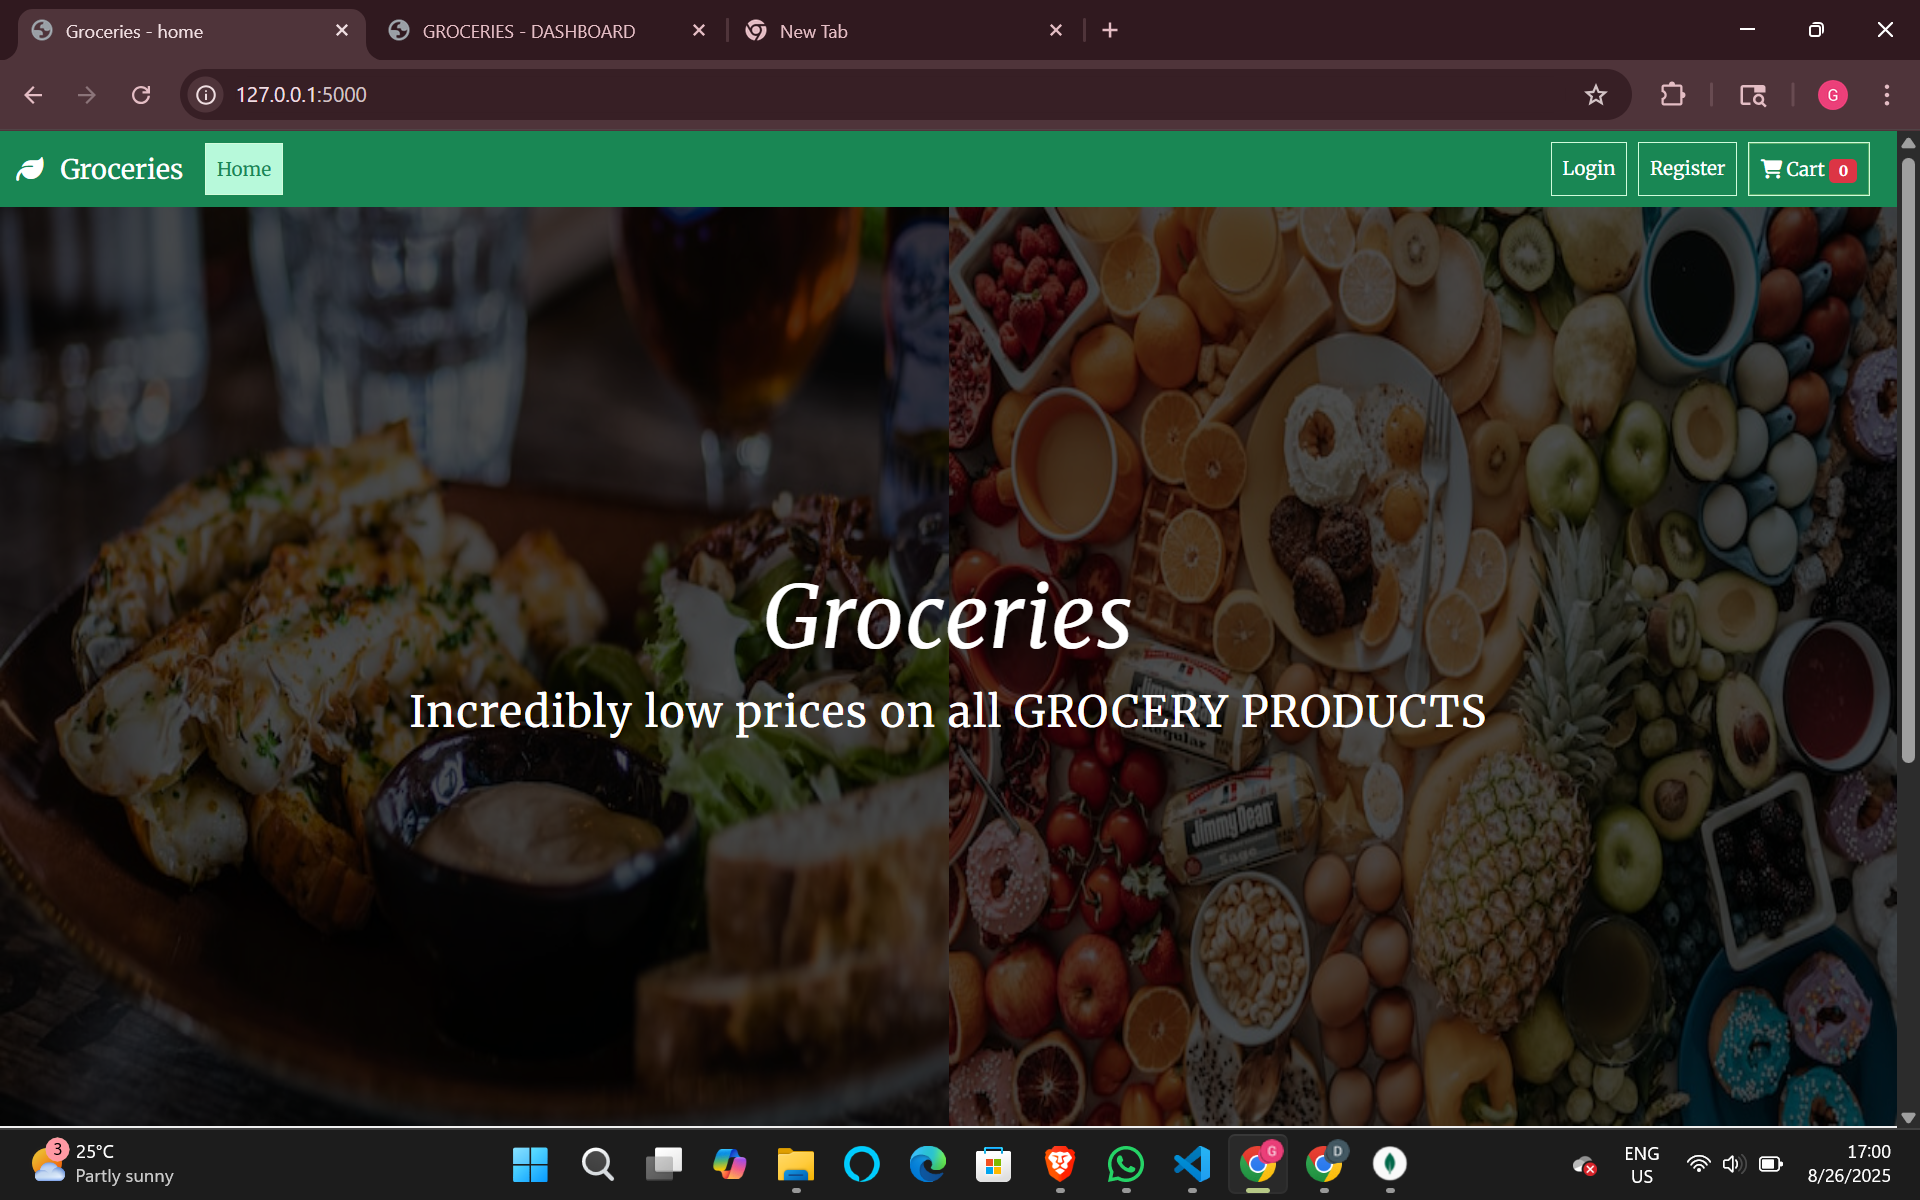 Groceries - home
GROCERIES - DASHBOARD
New Tab
127.0.0.1:5000
G
Groceries
Home
Login
Register
Cart 0
Groceries
Incredibly low prices on all GROCERY PRODUCTS
Regular
Jimmy Dean
Sage
3
25°C
Partly sunny
G
D
ENG
US
17:00
8/26/2025